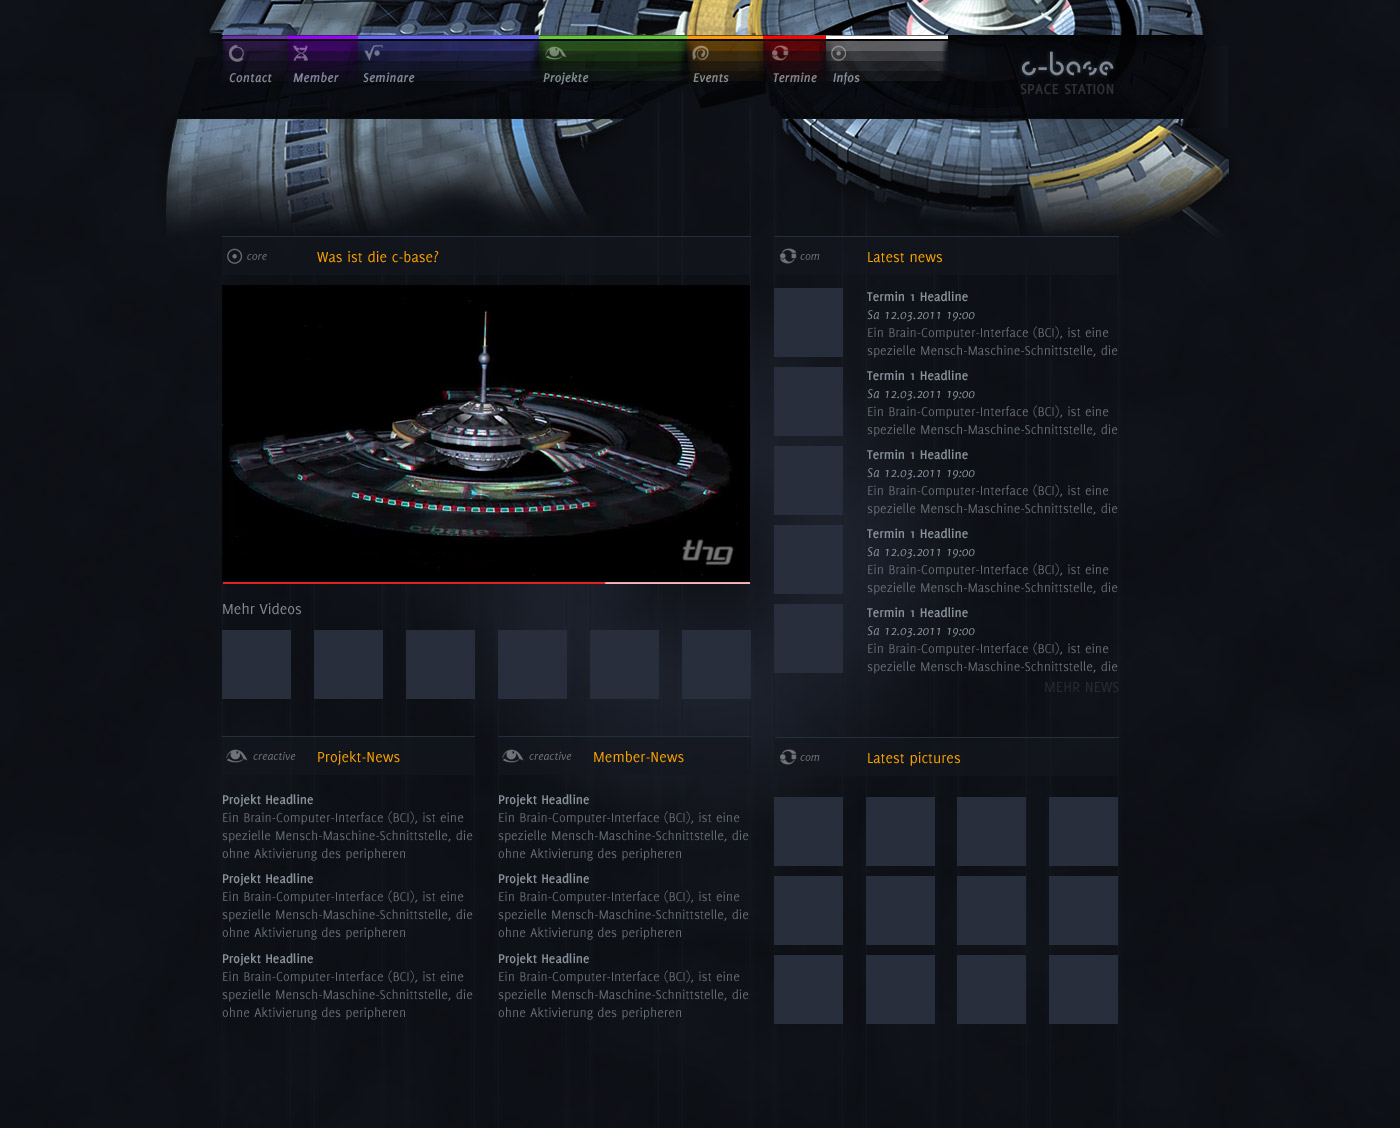 Contact Member Seminare Projekte Events Termine Infos
c-base
SPACE STATION
core Was ist die c-base?
c-base
thg
Mehr Videos
com Latest news
Termin 1 Headline
Sa 12.03.2011 19:00
Ein Brain-Computer-Interface (BCI), ist eine
spezielle Mensch-Maschine-Schnittstelle, die
Termin 1 Headline
Sa 12.03.2011 19:00
Ein Brain-Computer-Interface (BCI), ist eine
spezielle Mensch-Maschine-Schnittstelle, die
Termin 1 Headline
Sa 12.03.2011 19:00
Ein Brain-Computer-Interface (BCI), ist eine
spezielle Mensch-Maschine-Schnittstelle, die
Termin 1 Headline
Sa 12.03.2011 19:00
Ein Brain-Computer-Interface (BCI), ist eine
spezielle Mensch-Maschine-Schnittstelle, die
Termin 1 Headline
Sa 12.03.2011 19:00
Ein Brain-Computer-Interface (BCI), ist eine
spezielle Mensch-Maschine-Schnittstelle, die
MEHR NEWS
creactive Projekt-News
Projekt Headline
Ein Brain-Computer-Interface (BCI), ist eine
spezielle Mensch-Maschine-Schnittstelle, die
ohne Aktivierung des peripheren
Projekt Headline
Ein Brain-Computer-Interface (BCI), ist eine
spezielle Mensch-Maschine-Schnittstelle, die
ohne Aktivierung des peripheren
Projekt Headline
Ein Brain-Computer-Interface (BCI), ist eine
spezielle Mensch-Maschine-Schnittstelle, die
ohne Aktivierung des peripheren
creactive Member-News
Projekt Headline
Ein Brain-Computer-Interface (BCI), ist eine
spezielle Mensch-Maschine-Schnittstelle, die
ohne Aktivierung des peripheren
Projekt Headline
Ein Brain-Computer-Interface (BCI), ist eine
spezielle Mensch-Maschine-Schnittstelle, die
ohne Aktivierung des peripheren
Projekt Headline
Ein Brain-Computer-Interface (BCI), ist eine
spezielle Mensch-Maschine-Schnittstelle, die
ohne Aktivierung des peripheren
com Latest pictures